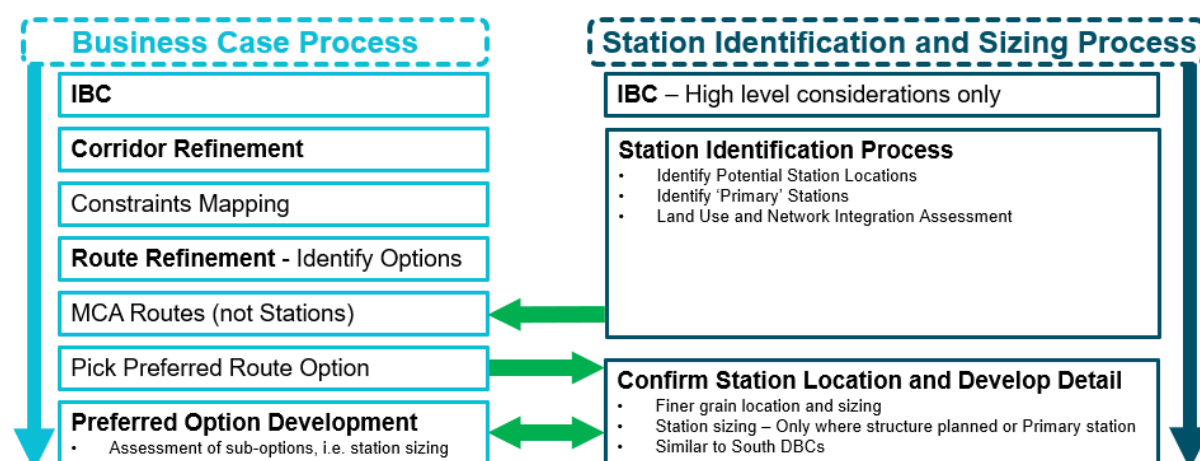 Business Case Process
IBC
Corridor Refinement
Constraints Mapping
Route Refinement - Identify Options
MCA Routes (not Stations)
Pick Preferred Route Option
Preferred Option Development
• Assessment of sub-options, i.e. station sizing
Station Identification and Sizing Process
IBC – High level considerations only
Station Identification Process
• Identify Potential Station Locations
• Identify ‘Primary’ Stations
• Land Use and Network Integration Assessment
Confirm Station Location and Develop Detail
• Finer grain location and sizing
• Station sizing – Only where structure planned or Primary station
• Similar to South DBCs